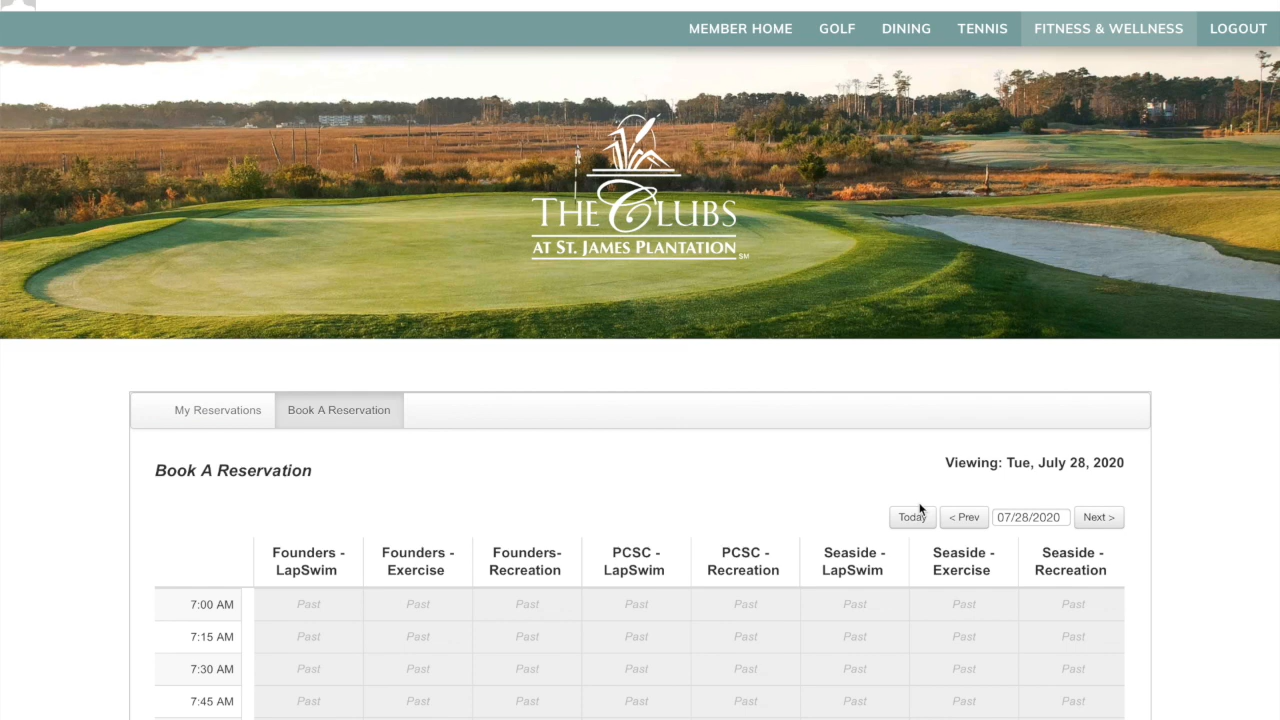 MEMBER HOME GOLF DINING TENNIS FITNESS & WELLNESS LOGOUT
THE CLUBS
AT ST. JAMES PLANTATION SM
My Reservations Book A Reservation
Book A Reservation Viewing: Tue, July 28, 2020
Today < Prev 07/28/2020 Next >
Founders - Founders - Founders- PCSC - PCSC - Seaside - Seaside - Seaside -
LapSwim Exercise Recreation LapSwim Recreation LapSwim Exercise Recreation
7:00 AM Past Past Past Past Past Past Past Past
7:15 AM Past Past Past Past Past Past Past Past
7:30 AM Past Past Past Past Past Past Past Past
7:45 AM Past Past Past Past Past Past Past Past